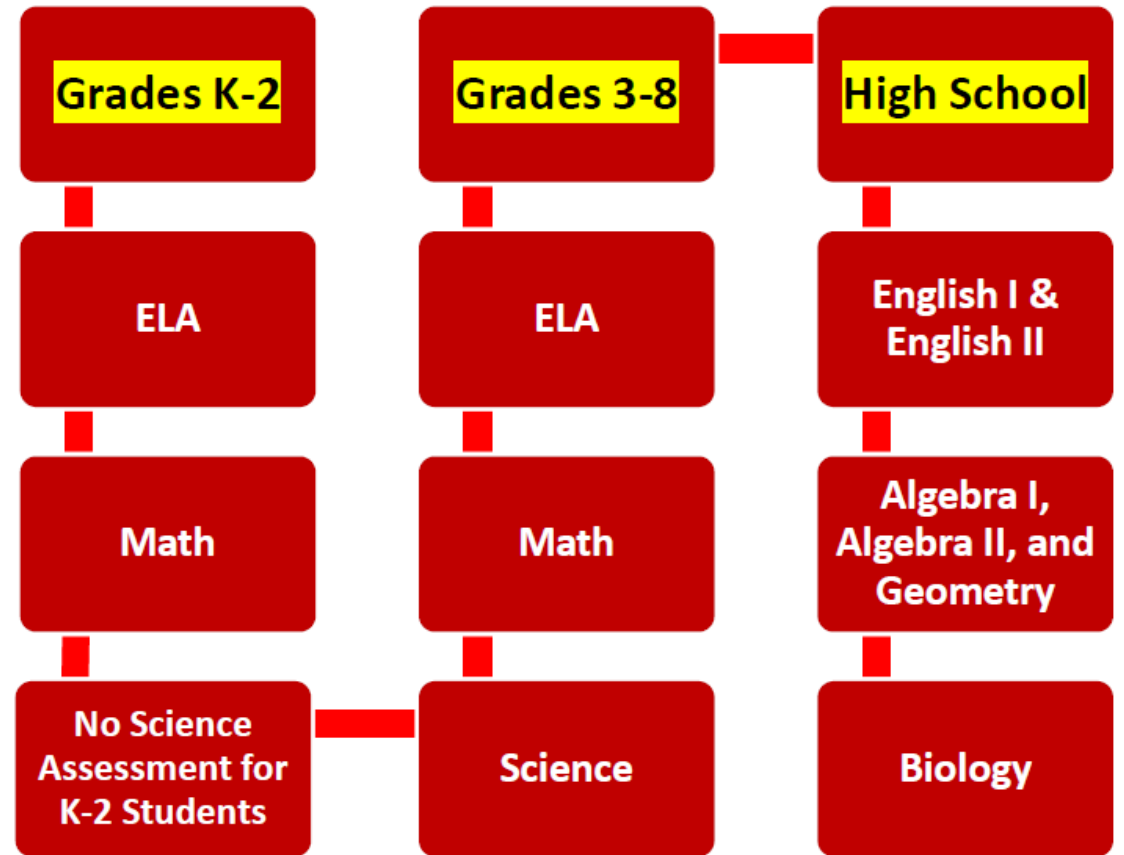 Grades K-2
Grades 3-8
High School
ELA
ELA
English I &
English II
Math
Math
Algebra I,
Algebra II, and
Geometry
No Science
Assessment for
K-2 Students
Science
Biology